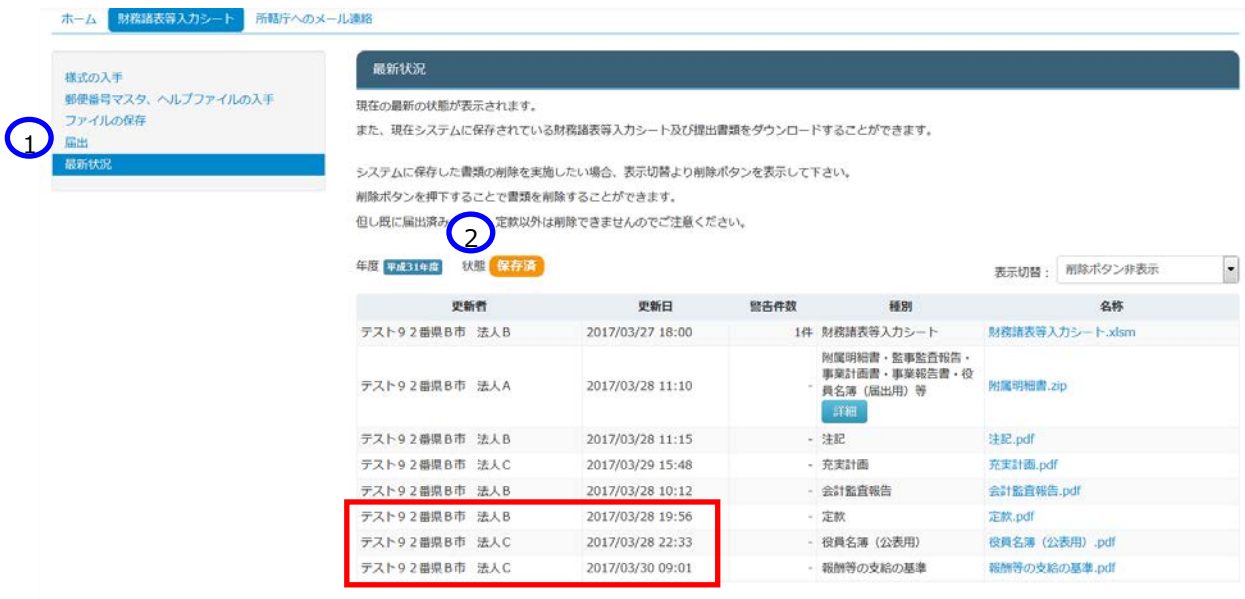 ホーム 財務諸表等入力シート 所轄庁へのメール連絡
様式の入手
郵便番号マスタ、ヘルプファイルの入手
ファイルの保存
1
届出
最新状況
最新状況
現在の最新の状態が表示されます。
また、現在システムに保存されている財務諸表等入力シート及び提出書類をダウンロードすることができます。
システムに保存した書類の削除を実施したい場合、表示切替より削除ボタンを表示して下さい。
削除ボタンを押下することで書類を削除することができます。
但し既に届出済み 定款以外は削除できませんのでご注意ください。
2
年度 平成31年度 状態 保存済 表示切替: 削除ボタン非表示
更新者 更新日 警告件数 種別 名称
テスト92番県B市 法人B 2017/03/27 18:00 1件 財務諸表等入力シート 財務諸表等入力シート.xlsm
附属明細書・監事監査報告・
事業計画書・事業報告書・役
員名簿(届出用)等
テスト92番県B市 法人A 2017/03/28 11:10 - 附属明細書.zip
詳細
テスト92番県B市 法人B 2017/03/28 11:15 - 注記 注記.pdf
テスト92番県B市 法人C 2017/03/29 15:48 - 充実計画 充実計画.pdf
テスト92番県B市 法人B 2017/03/28 10:12 - 会計監査報告 会計監査報告.pdf
テスト92番県B市 法人B 2017/03/28 19:56 - 定款 定款.pdf
テスト92番県B市 法人C 2017/03/28 22:33 - 役員名簿(公表用) 役員名簿(公表用).pdf
テスト92番県B市 法人C 2017/03/30 09:01 - 報酬等の支給の基準 報酬等の支給の基準.pdf